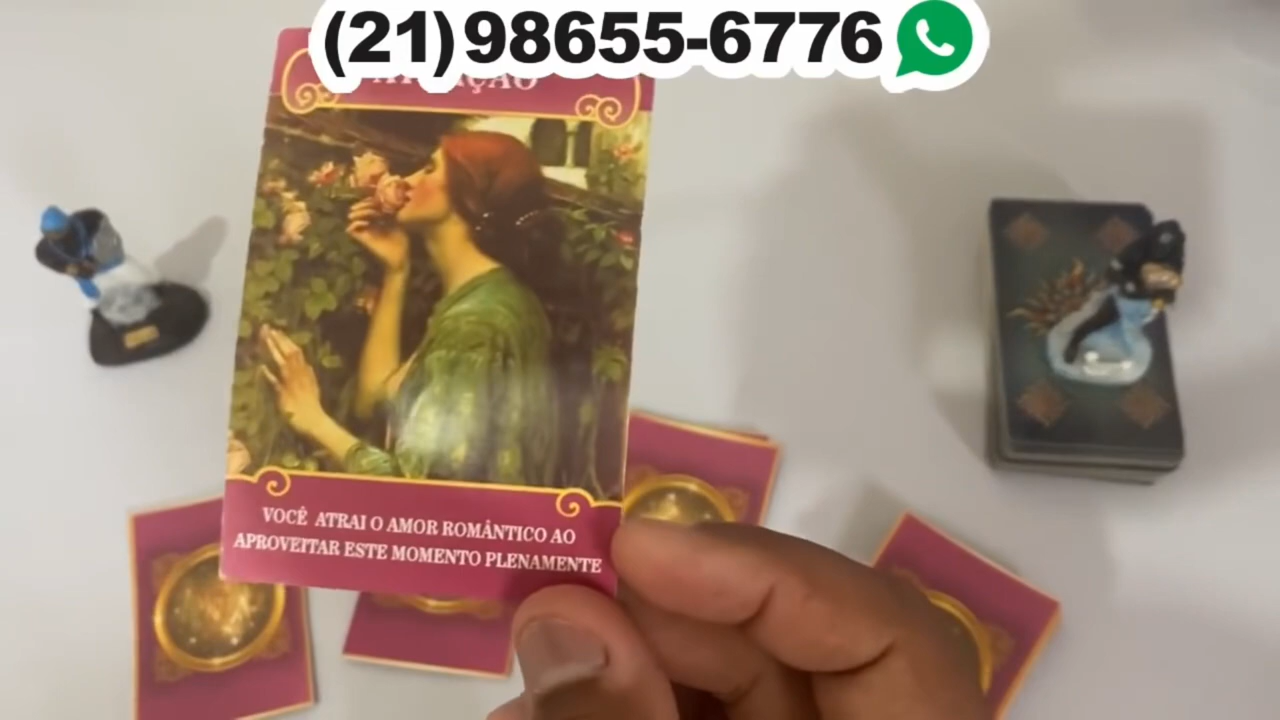 (21) 98655-6776
VOCÊ ATRAI O AMOR ROMÂNTICO AO
APROVEITAR ESTE MOMENTO PLENAMENTE